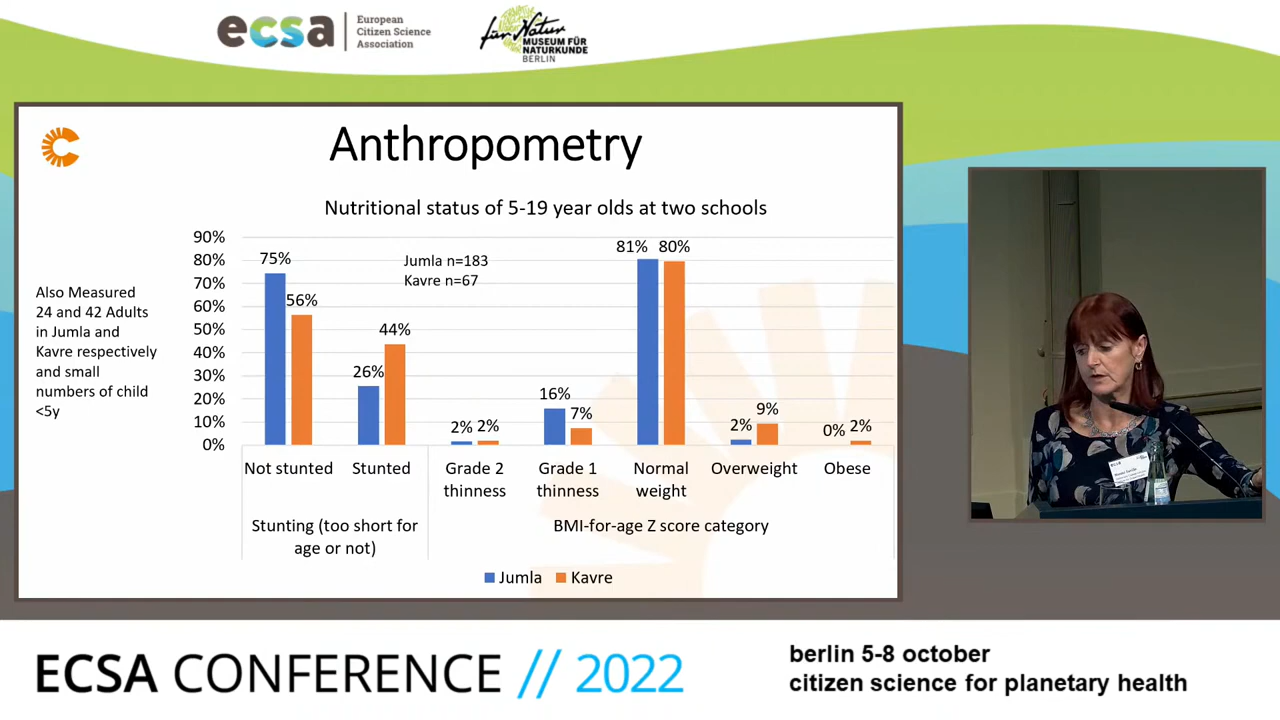 ecsa
European
Citizen Science
Association
für Natur
MUSEUM FÜR
NATURKUNDE
BERLIN
Anthropometry
Nutritional status of 5-19 year olds at two schools
Also Measured
24 and 42 Adults
in Jumla and
Kavre respectively
and small
numbers of child
<5y
90%
80%
70%
60%
50%
40%
30%
20%
10%
0%
Jumla n=183
Kavre n=67
75%
56%
26%
44%
2%
2%
16%
7%
81%
80%
2%
9%
0%
2%
Not stunted
Stunted
Grade 2
thinness
Grade 1
thinness
Normal
weight
Overweight
Obese
Stunting (too short for
age or not)
BMI-for-age Z score category
Jumla
Kavre
ECSA CONFERENCE // 2022
berlin 5-8 october
citizen science for planetary health